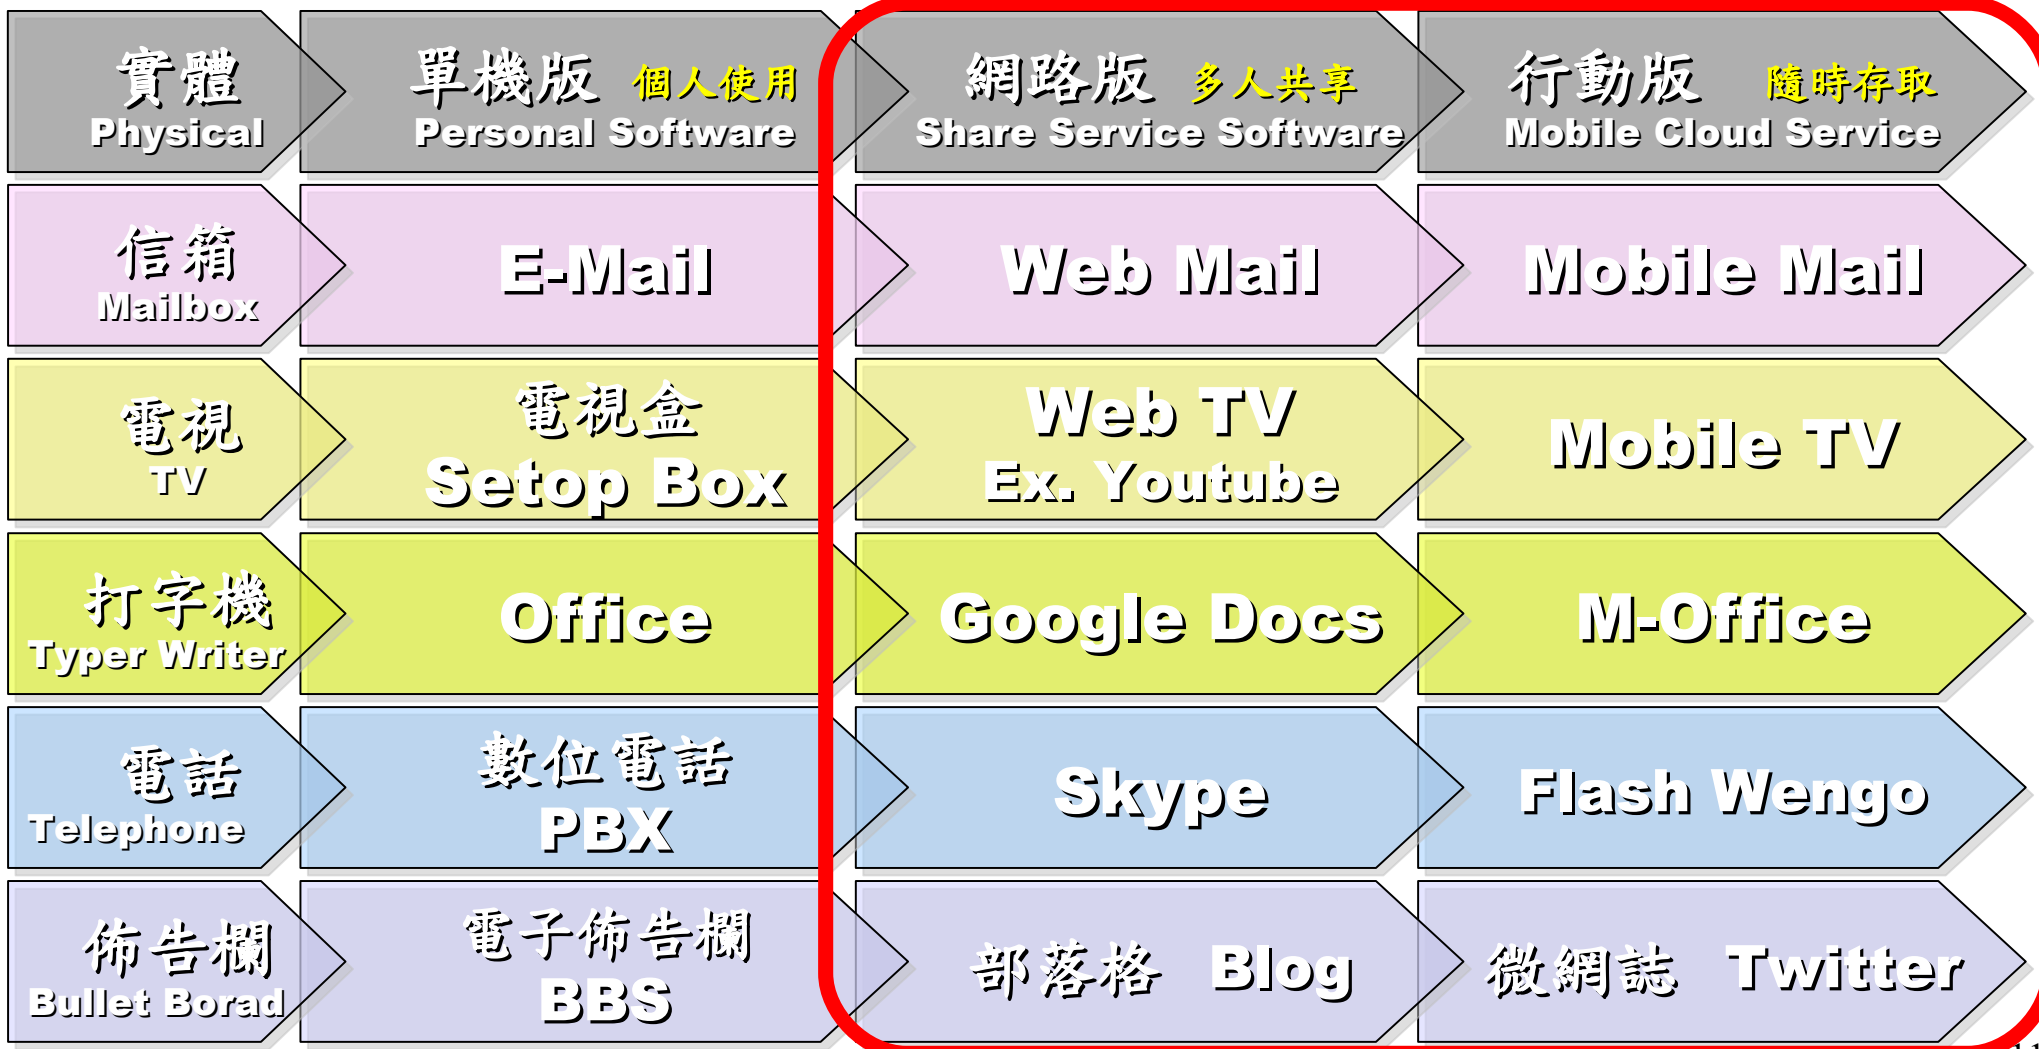 實體
Physical
單機版 個人使用
Personal Software
網路版 多人共享
Share Service Software
行動版 隨時存取
Mobile Cloud Service
信箱
Mailbox
E-Mail
Web Mail
Mobile Mail
電視
TV
電視盒
Setop Box
Web TV
Ex. Youtube
Mobile TV
打字機
Typer Writer
Office
Google Docs
M-Office
電話
Telephone
數位電話
PBX
Skype
Flash Wengo
佈告欄
Bullet Borad
電子佈告欄
BBS
部落格 Blog
微網誌 Twitter